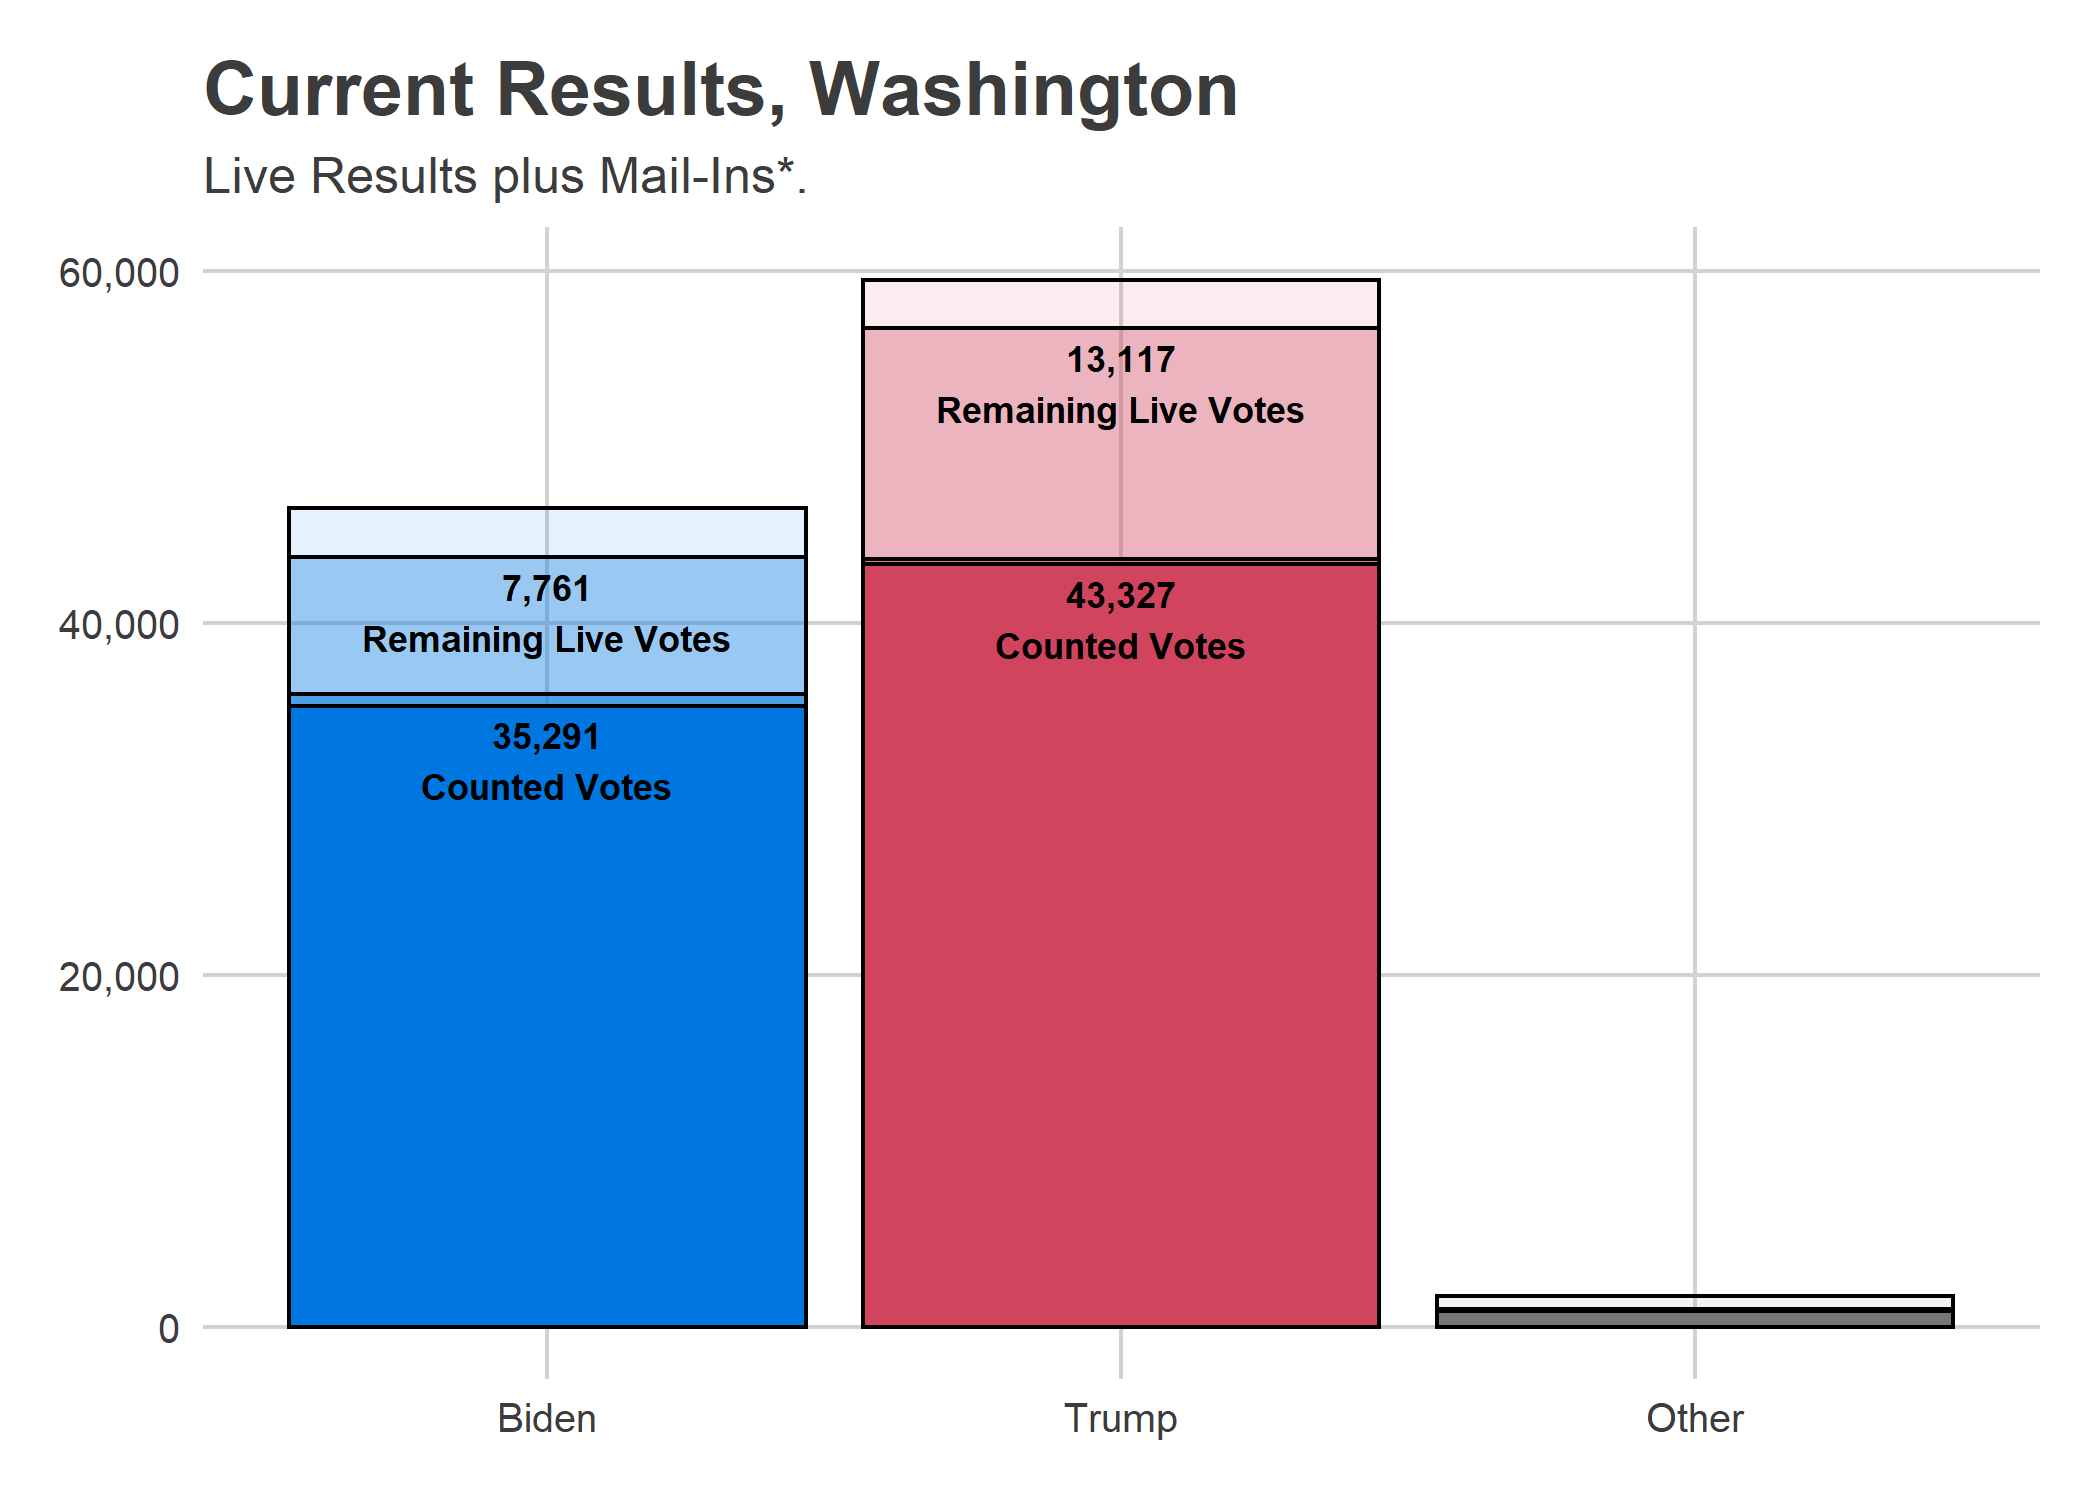 Current Results, Washington
Live Results plus Mail-Ins*.
60,000
40,000
20,000
0
13,117
Remaining Live Votes
7,761
Remaining Live Votes
43,327
Counted Votes
35,291
Counted Votes
Biden
Trump
Other